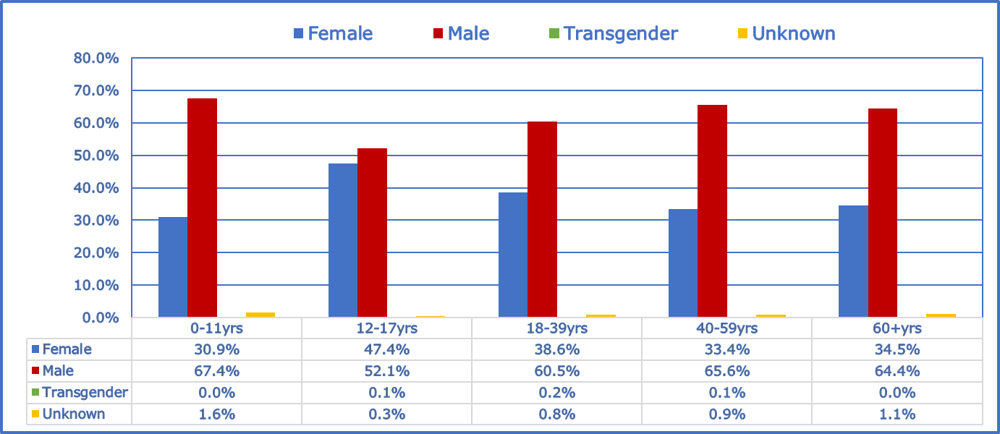 Female Male Transgender Unknown
80.0%
70.0%
60.0%
50.0%
40.0%
30.0%
20.0%
10.0%
0.0%
0-11yrs 12-17yrs 18-39yrs 40-59yrs 60+yrs
Female 30.9% 47.4% 38.6% 33.4% 34.5%
Male 67.4% 52.1% 60.5% 65.6% 64.4%
Transgender 0.0% 0.1% 0.2% 0.1% 0.0%
Unknown 1.6% 0.3% 0.8% 0.9% 1.1%